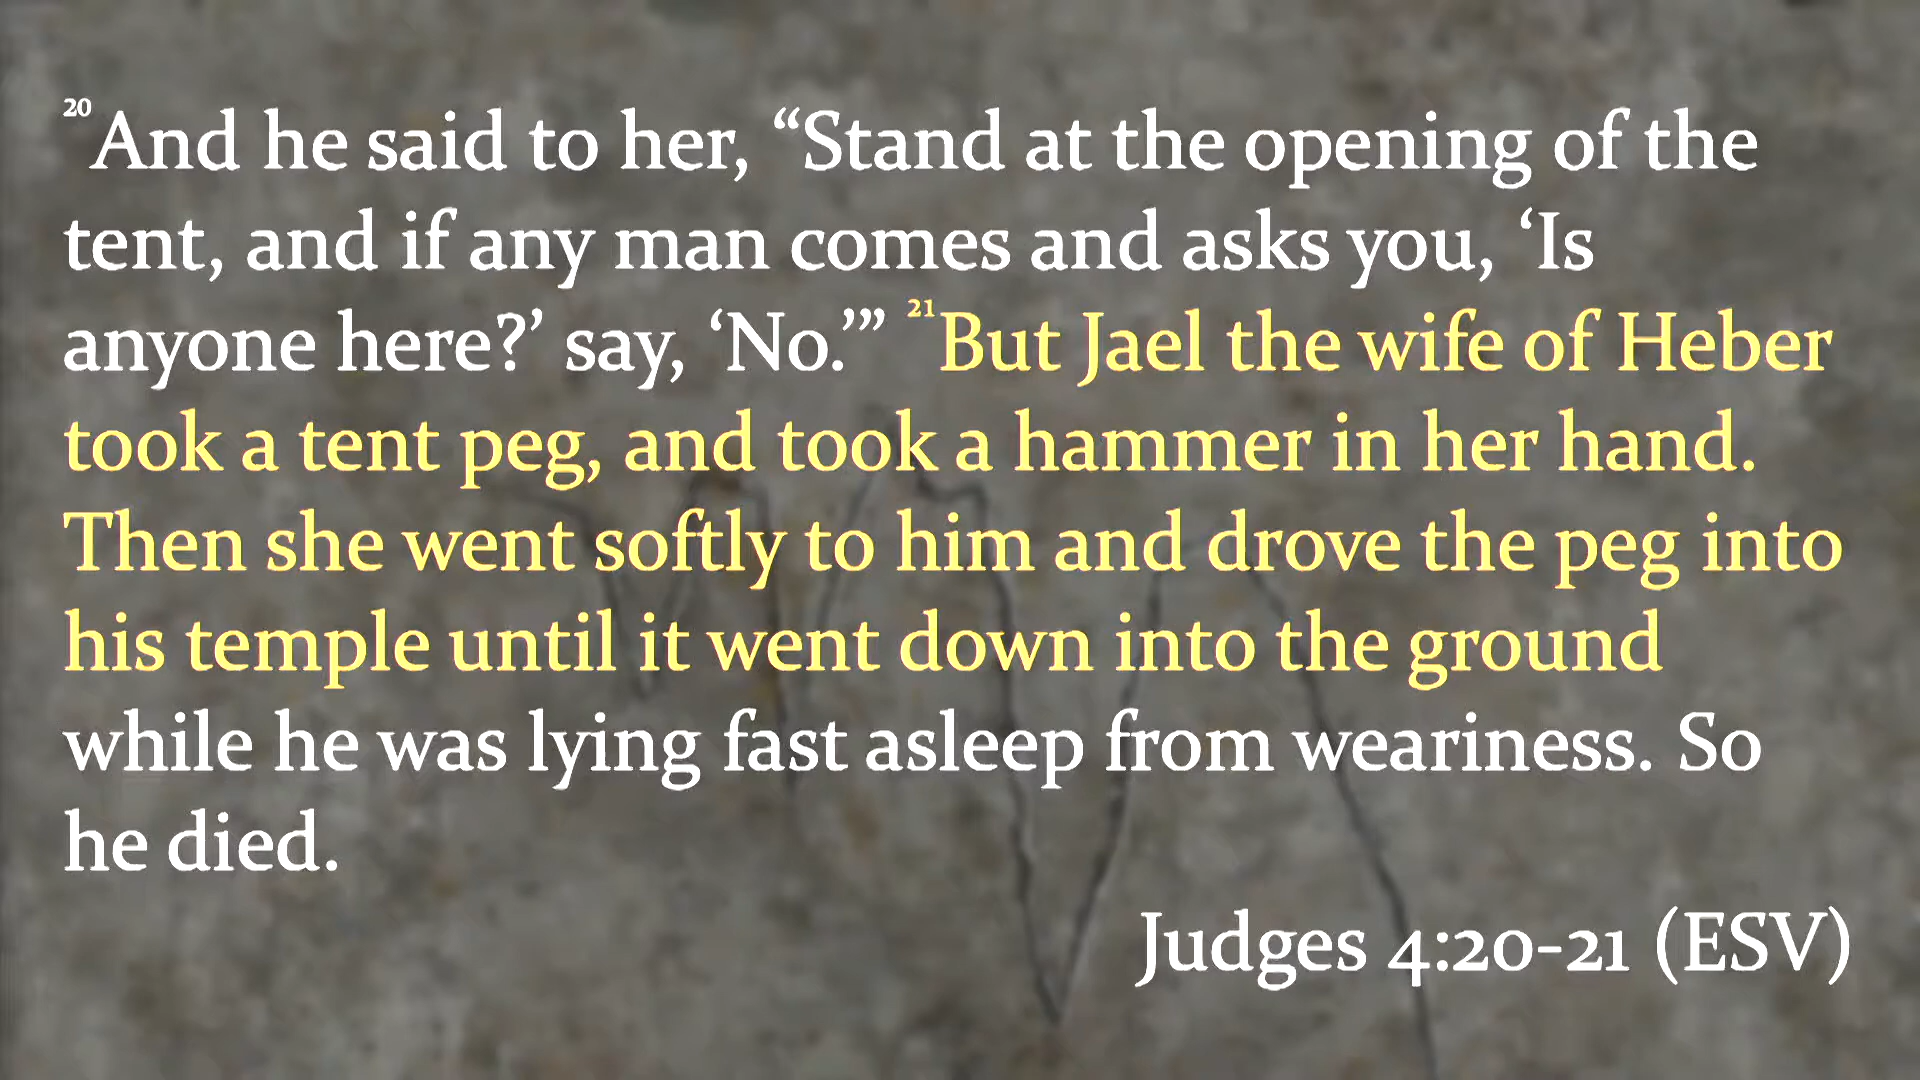 20And he said to her, “Stand at the opening of the
tent, and if any man comes and asks you, ‘Is
anyone here?’ say, ‘No.’” 21But Jael the wife of Heber
took a tent peg, and took a hammer in her hand.
Then she went softly to him and drove the peg into
his temple until it went down into the ground
while he was lying fast asleep from weariness. So
he died.
Judges 4:20-21 (ESV)